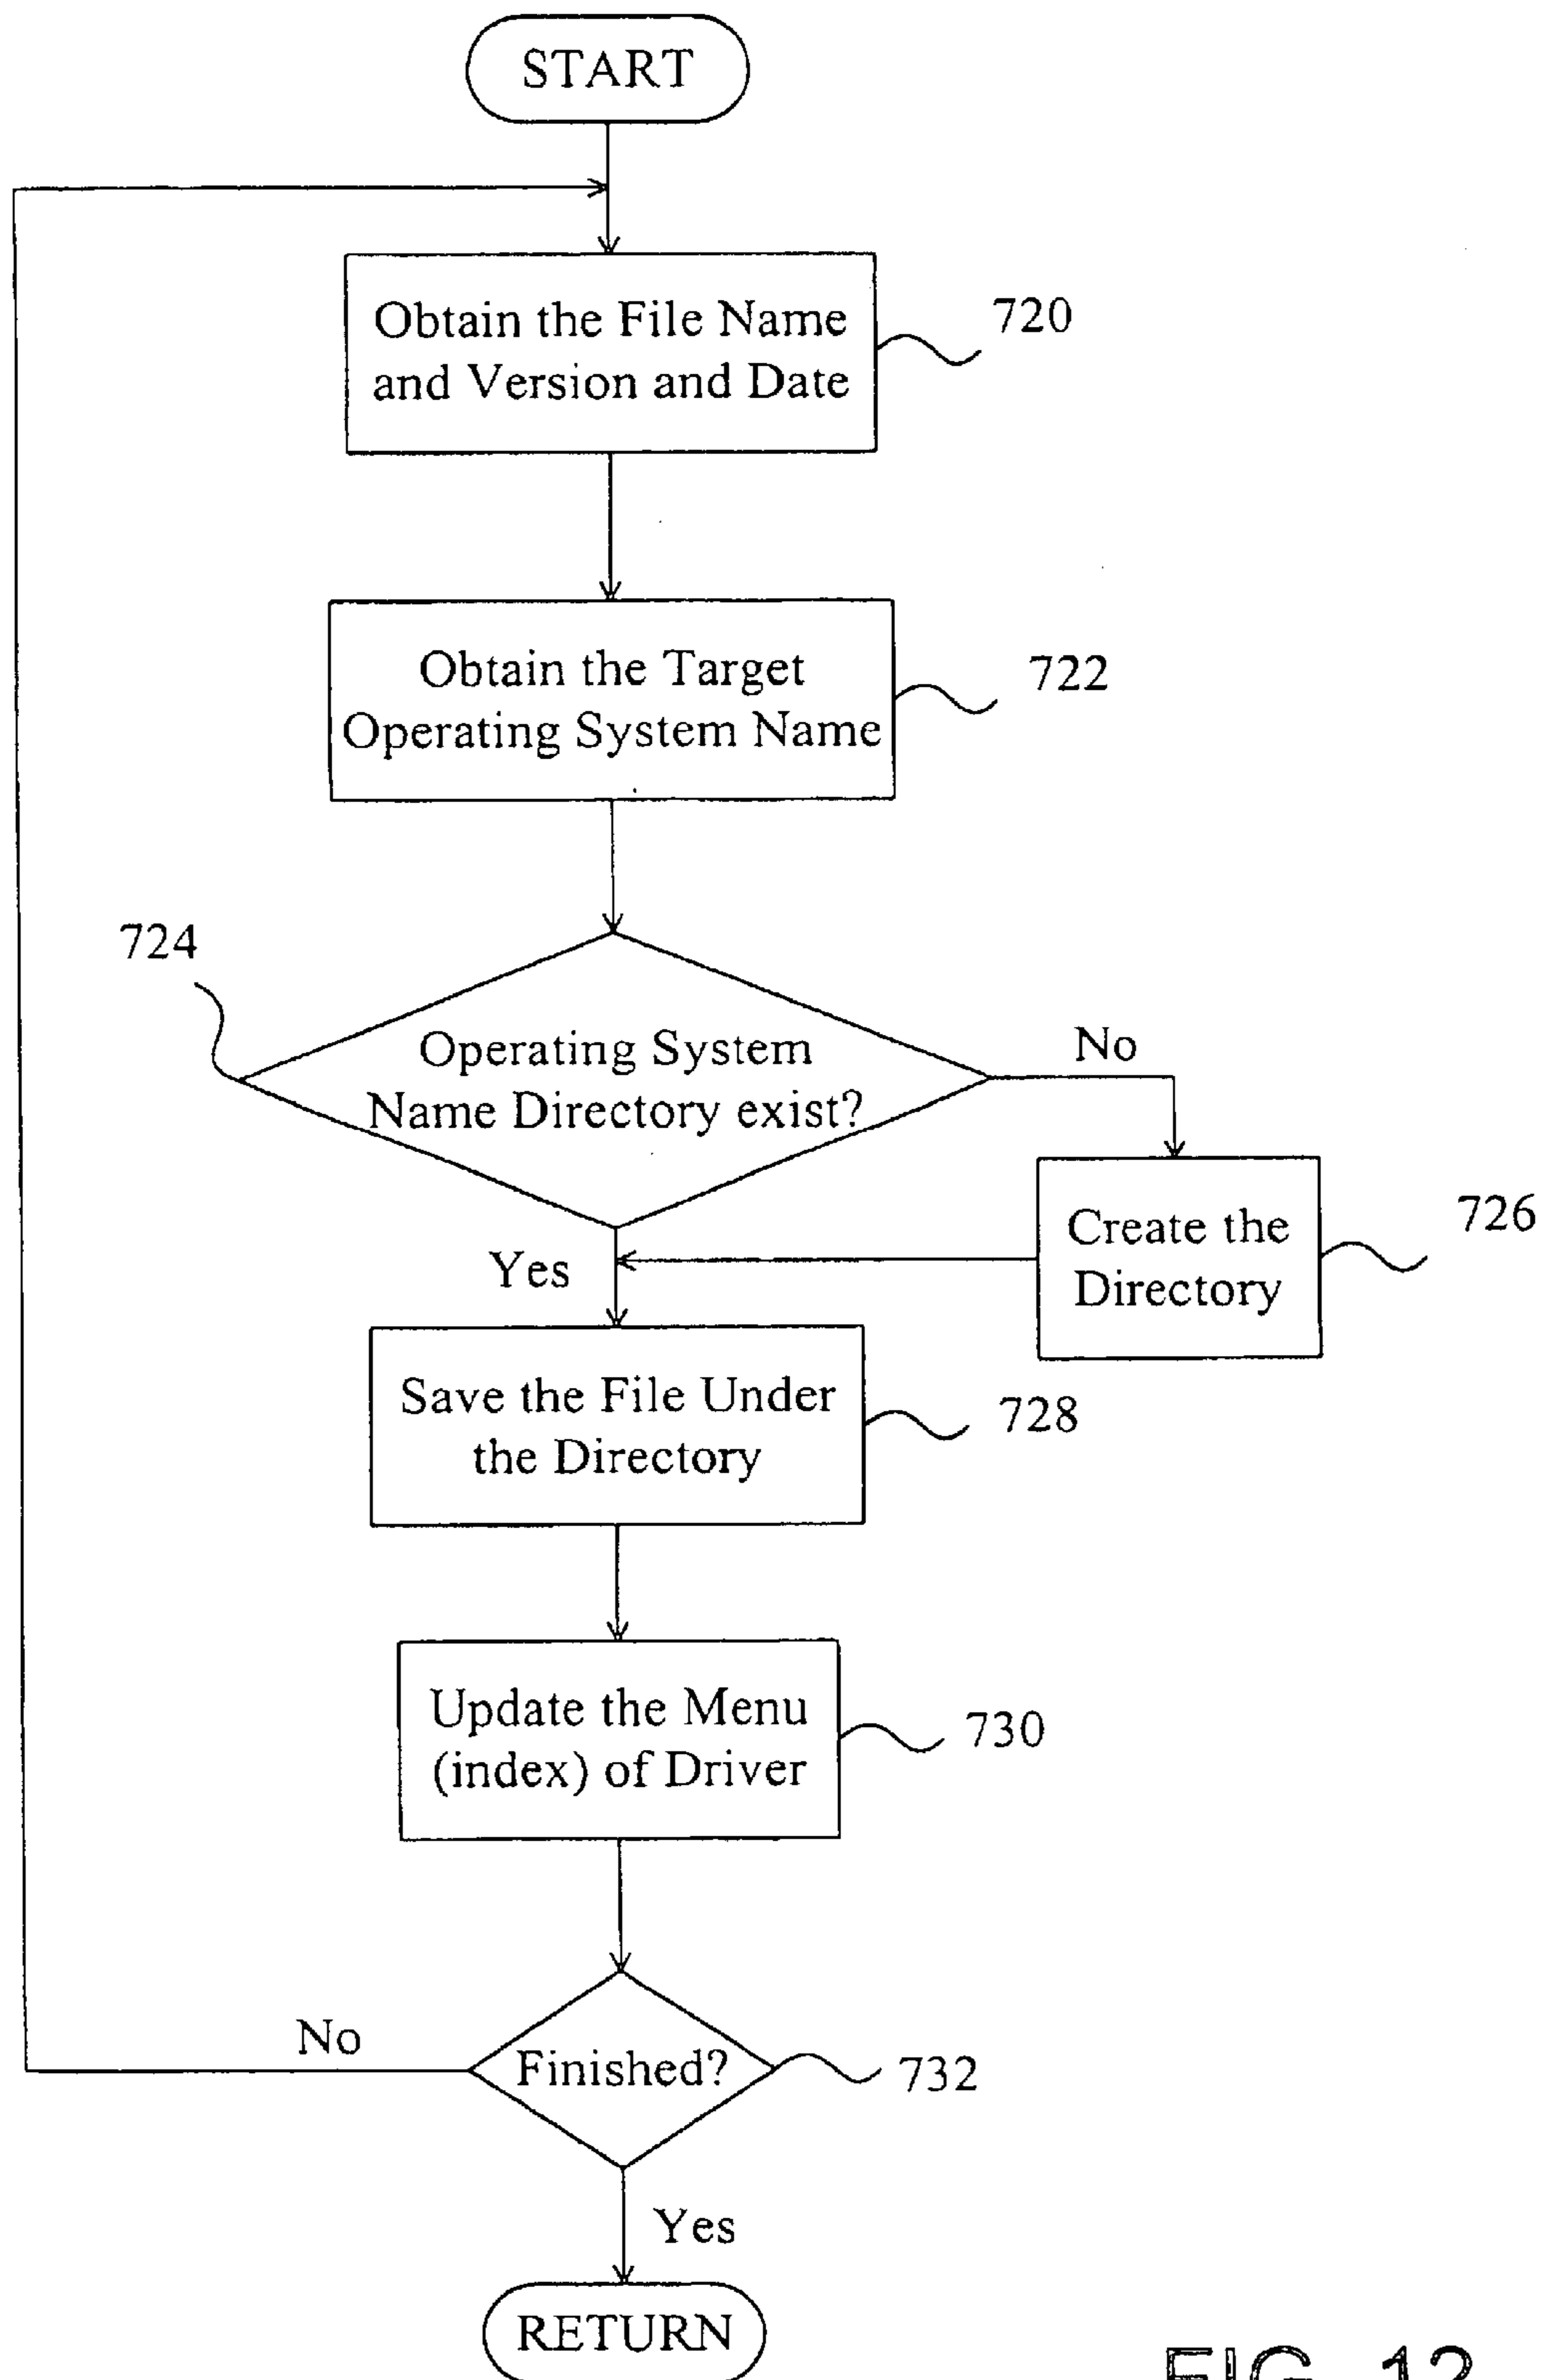 START
Obtain the File Name
and Version and Date
720
Obtain the Target
Operating System Name
722
724
Operating System
Name Directory exist?
No
Create the
Directory
726
Yes
Save the File Under
the Directory
728
Update the Menu
(index) of Driver
730
No
Finished?
732
Yes
RETURN
FIG. 12